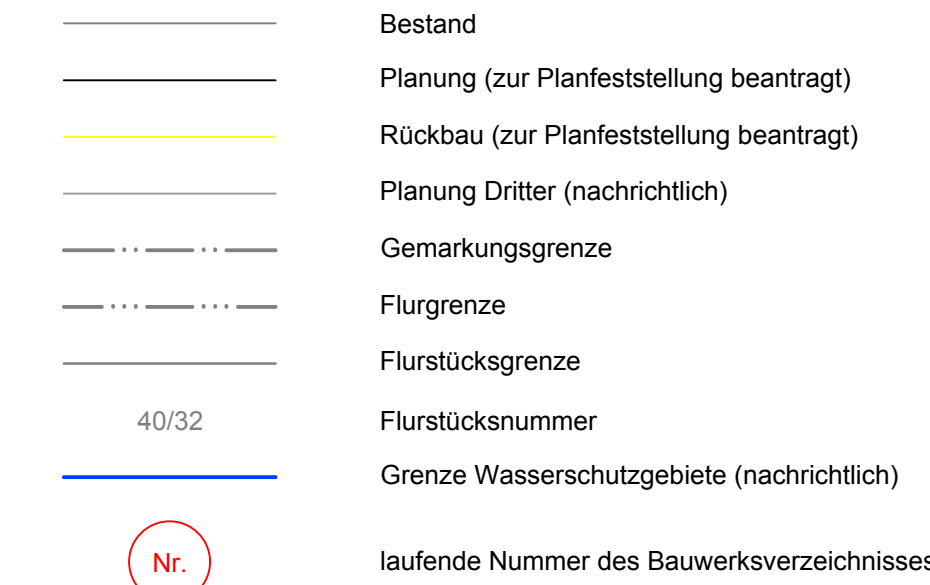 Bestand
Planung (zur Planfeststellung beantragt)
Rückbau (zur Planfeststellung beantragt)
Planung Dritter (nachrichtlich)
Gemarkungsgrenze
Flurgrenze
Flurstücksgrenze
40/32 Flurstücksnummer
Grenze Wasserschutzgebiete (nachrichtlich)
Nr. laufende Nummer des Bauwerksverzeichnisses